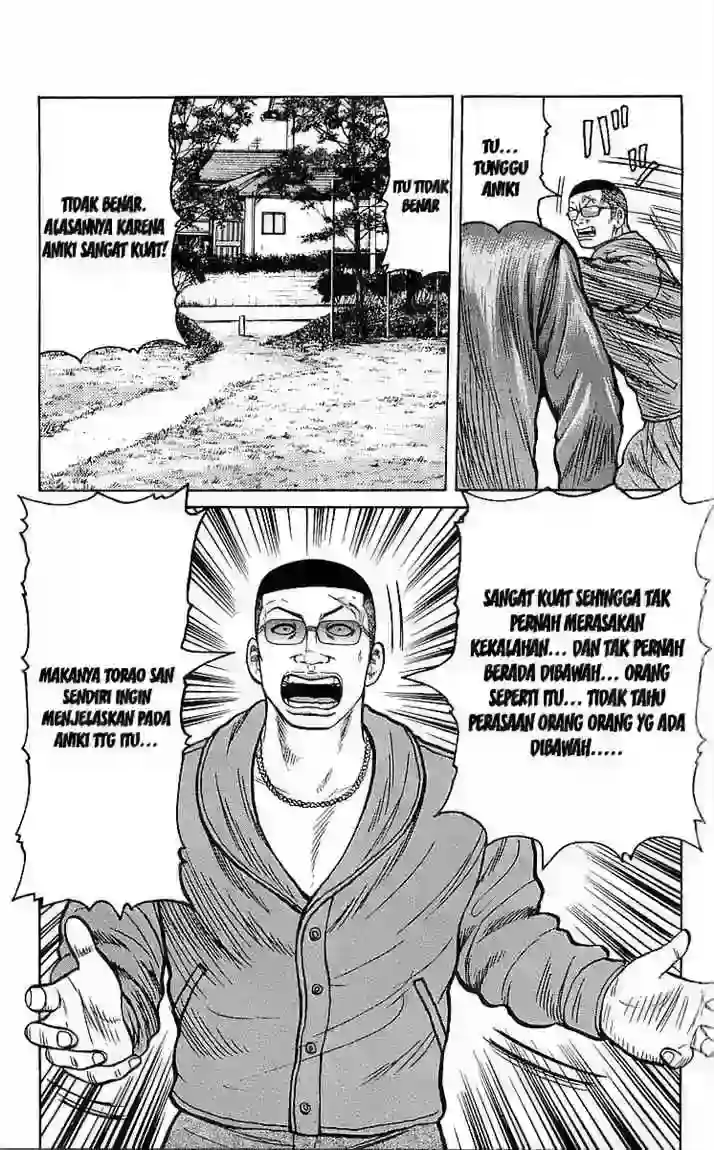 TU...
TUNGGU
ANIKI
ITU TIDAK
BENAR
TIDAK BENAR.
ALASANNYA KARENA
ANIKI SANGAT KUAT!
SANGAT KUAT SEHINGGA TAK
PERNAH MERASAKAN
KEKALAHAN... DAN TAK PERNAH
BERADA DIBAWAH... ORANG
SEPERTI ITU... TIDAK TAHU
PERASAAN ORANG ORANG YG ADA
DIBAWAH.....
MAKANYA TORAO SAN
SENDIRI INGIN
MENJELASKAN PADA
ANIKI TTG ITU...